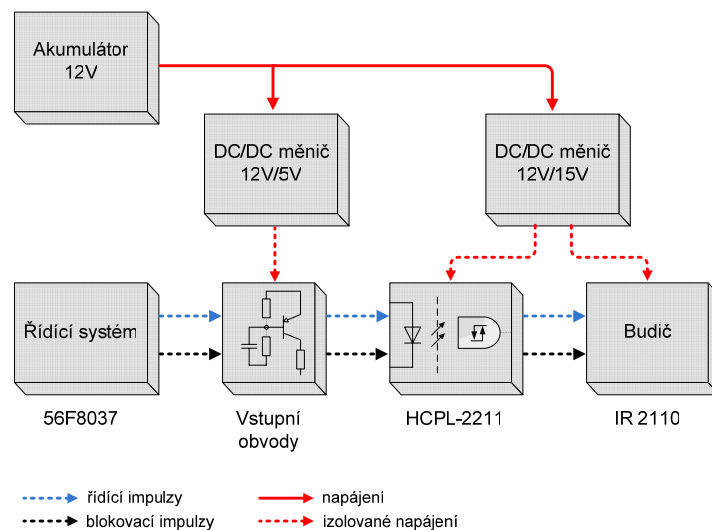 Akumulátor
12V
DC/DC měnič
12V/5V
DC/DC měnič
12V/15V
Řídící systém
Budič
56F8037
Vstupní
obvody
HCPL-2211
IR 2110
řídící impulzy
napájení
blokovací impulzy
izolované napájení